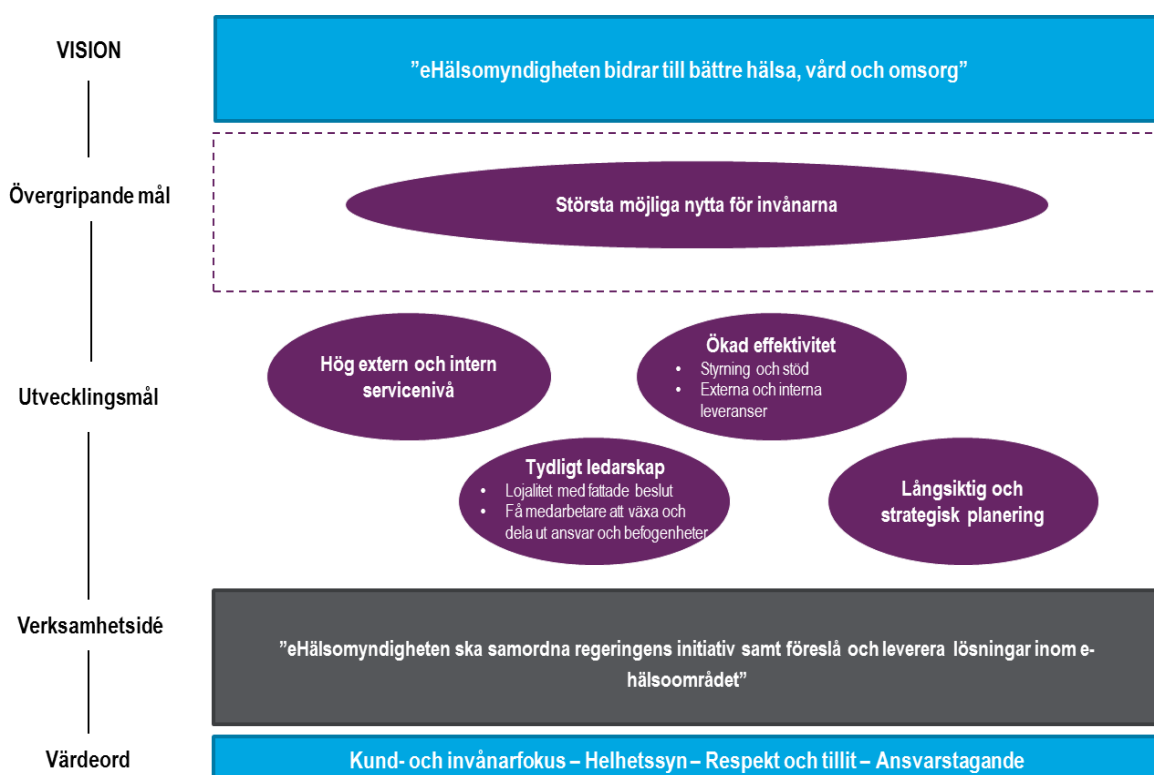 VISION
”eHälsomyndigheten bidrar till bättre hälsa, vård och omsorg”
Övergripande mål
Största möjliga nytta för invånarna
Utvecklingsmål
Hög extern och intern
servicenivå
Ökad effektivitet
• Styrning och stöd
• Externa och interna
leveranser
Tydligt ledarskap
• Lojalitet med fattade beslut
• Få medarbetare att växa och
dela ut ansvar och befogenheter
Långsiktig och
strategisk planering
Verksamhetsidé
”eHälsomyndigheten ska samordna regeringens initiativ samt föreslå och leverera lösningar inom e-
hälsoområdet”
Värdeord
Kund- och invånarfokus – Helhetssyn – Respekt och tillit – Ansvarstagande